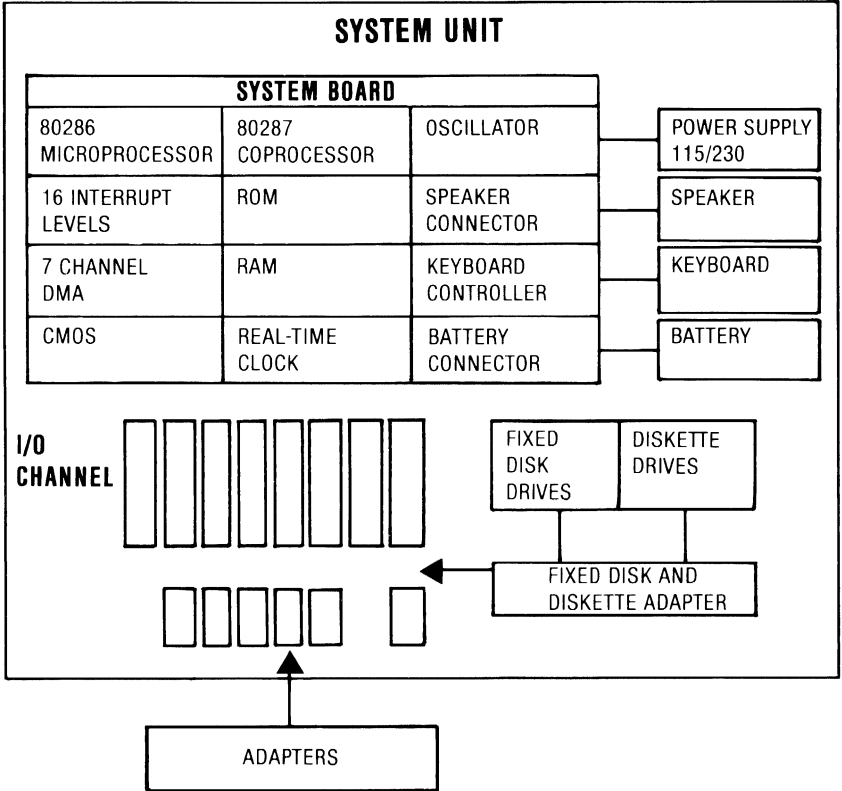 SYSTEM UNIT
SYSTEM BOARD
80286
MICROPROCESSOR
80287
COPROCESSOR
OSCILLATOR
POWER SUPPLY
115/230
16 INTERRUPT
LEVELS
ROM
SPEAKER
CONNECTOR
SPEAKER
7 CHANNEL
DMA
RAM
KEYBOARD
CONTROLLER
KEYBOARD
CMOS
REAL-TIME
CLOCK
BATTERY
CONNECTOR
BATTERY
I/O
CHANNEL
FIXED
DISK
DRIVES
DISKETTE
DRIVES
FIXED DISK AND
DISKETTE ADAPTER
ADAPTERS